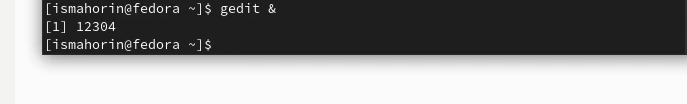 [ismahorin@fedora ~]$ gedit &
[1] 12304
[ismahorin@fedora ~]$